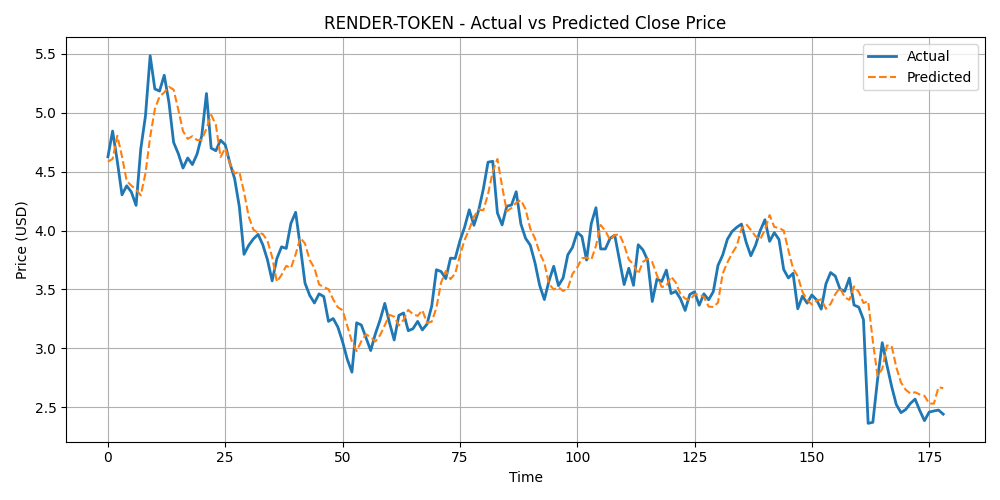 RENDER-TOKEN - Actual vs Predicted Close Price
Actual
Predicted
Price (USD)
5.5
5.0
4.5
4.0
3.5
3.0
2.5
0 25 50 75 100 125 150 175
Time